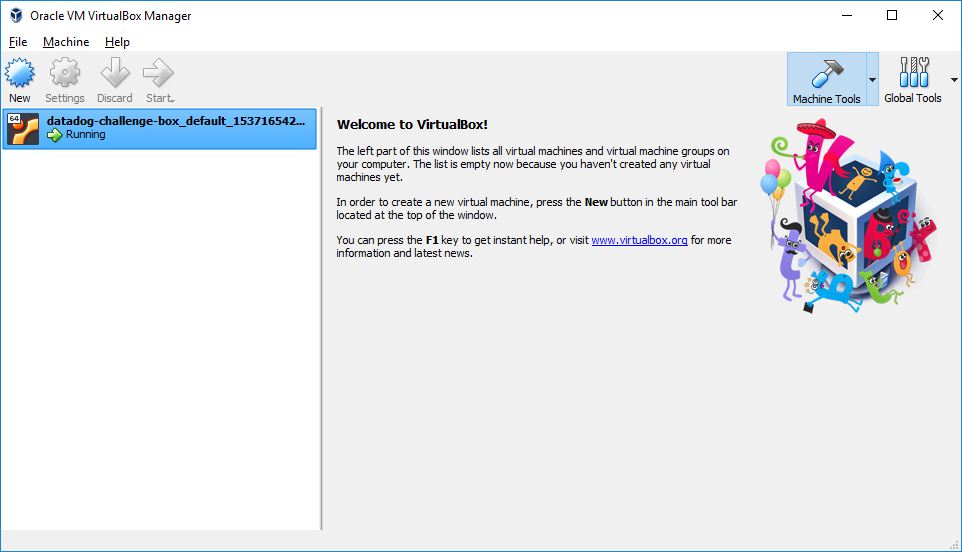 Oracle VM VirtualBox Manager
File Machine Help
New Settings Discard Start
Machine Tools Global Tools
64
datadog-challenge-box_default_153716542...
Running
Welcome to VirtualBox!
The left part of this window lists all virtual machines and virtual machine groups on
your computer. The list is empty now because you haven't created any virtual
machines yet.
In order to create a new virtual machine, press the New button in the main tool bar
located at the top of the window.
You can press the F1 key to get instant help, or visit www.virtualbox.org for more
information and latest news.